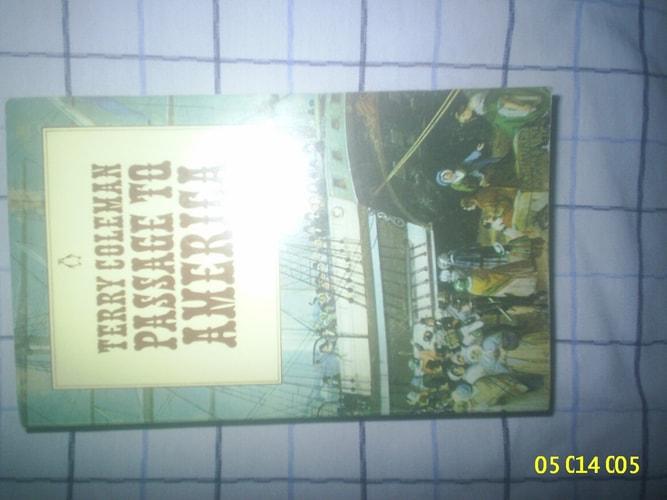 TERRY COLEMAN
PASSAGE TO
AMERICA
05 C14 C05